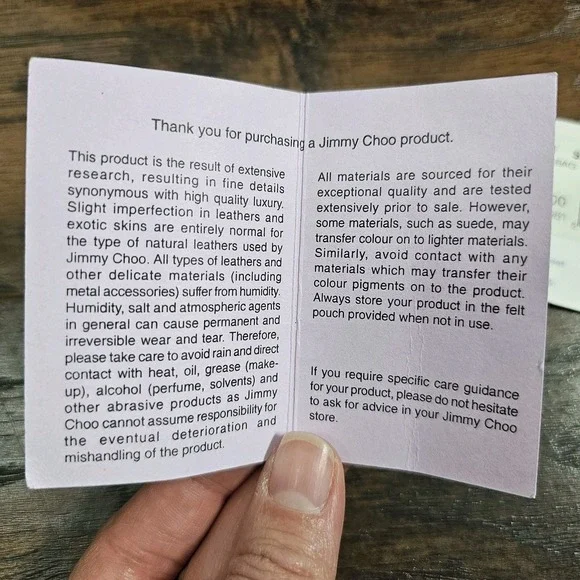 Thank you for purchasing a Jimmy Choo product.
This product is the result of extensive
research, resulting in fine details
synonymous with high quality luxury.
Slight imperfection in leathers and
exotic skins are entirely normal for
the type of natural leathers used by
Jimmy Choo. All types of leathers and
other delicate materials (including
metal accessories) suffer from humidity.
Humidity, salt and atmospheric agents
in general can cause permanent and
irreversible wear and tear. Therefore,
please take care to avoid rain and direct
contact with heat, oil, grease (make-
up), alcohol (perfume, solvents) and
other abrasive products as Jimmy
Choo cannot assume responsibility for
the eventual deterioration and
mishandling of the product.
All materials are sourced for their
exceptional quality and are tested
extensively prior to sale. However,
some materials, such as suede, may
transfer colour on to lighter materials.
Similarly, avoid contact with any
materials which may transfer their
colour pigments on to the product.
Always store your product in the felt
pouch provided when not in use.
If you require specific care guidance
for your product, please do not hesitate
to ask for advice in your Jimmy Choo
store.